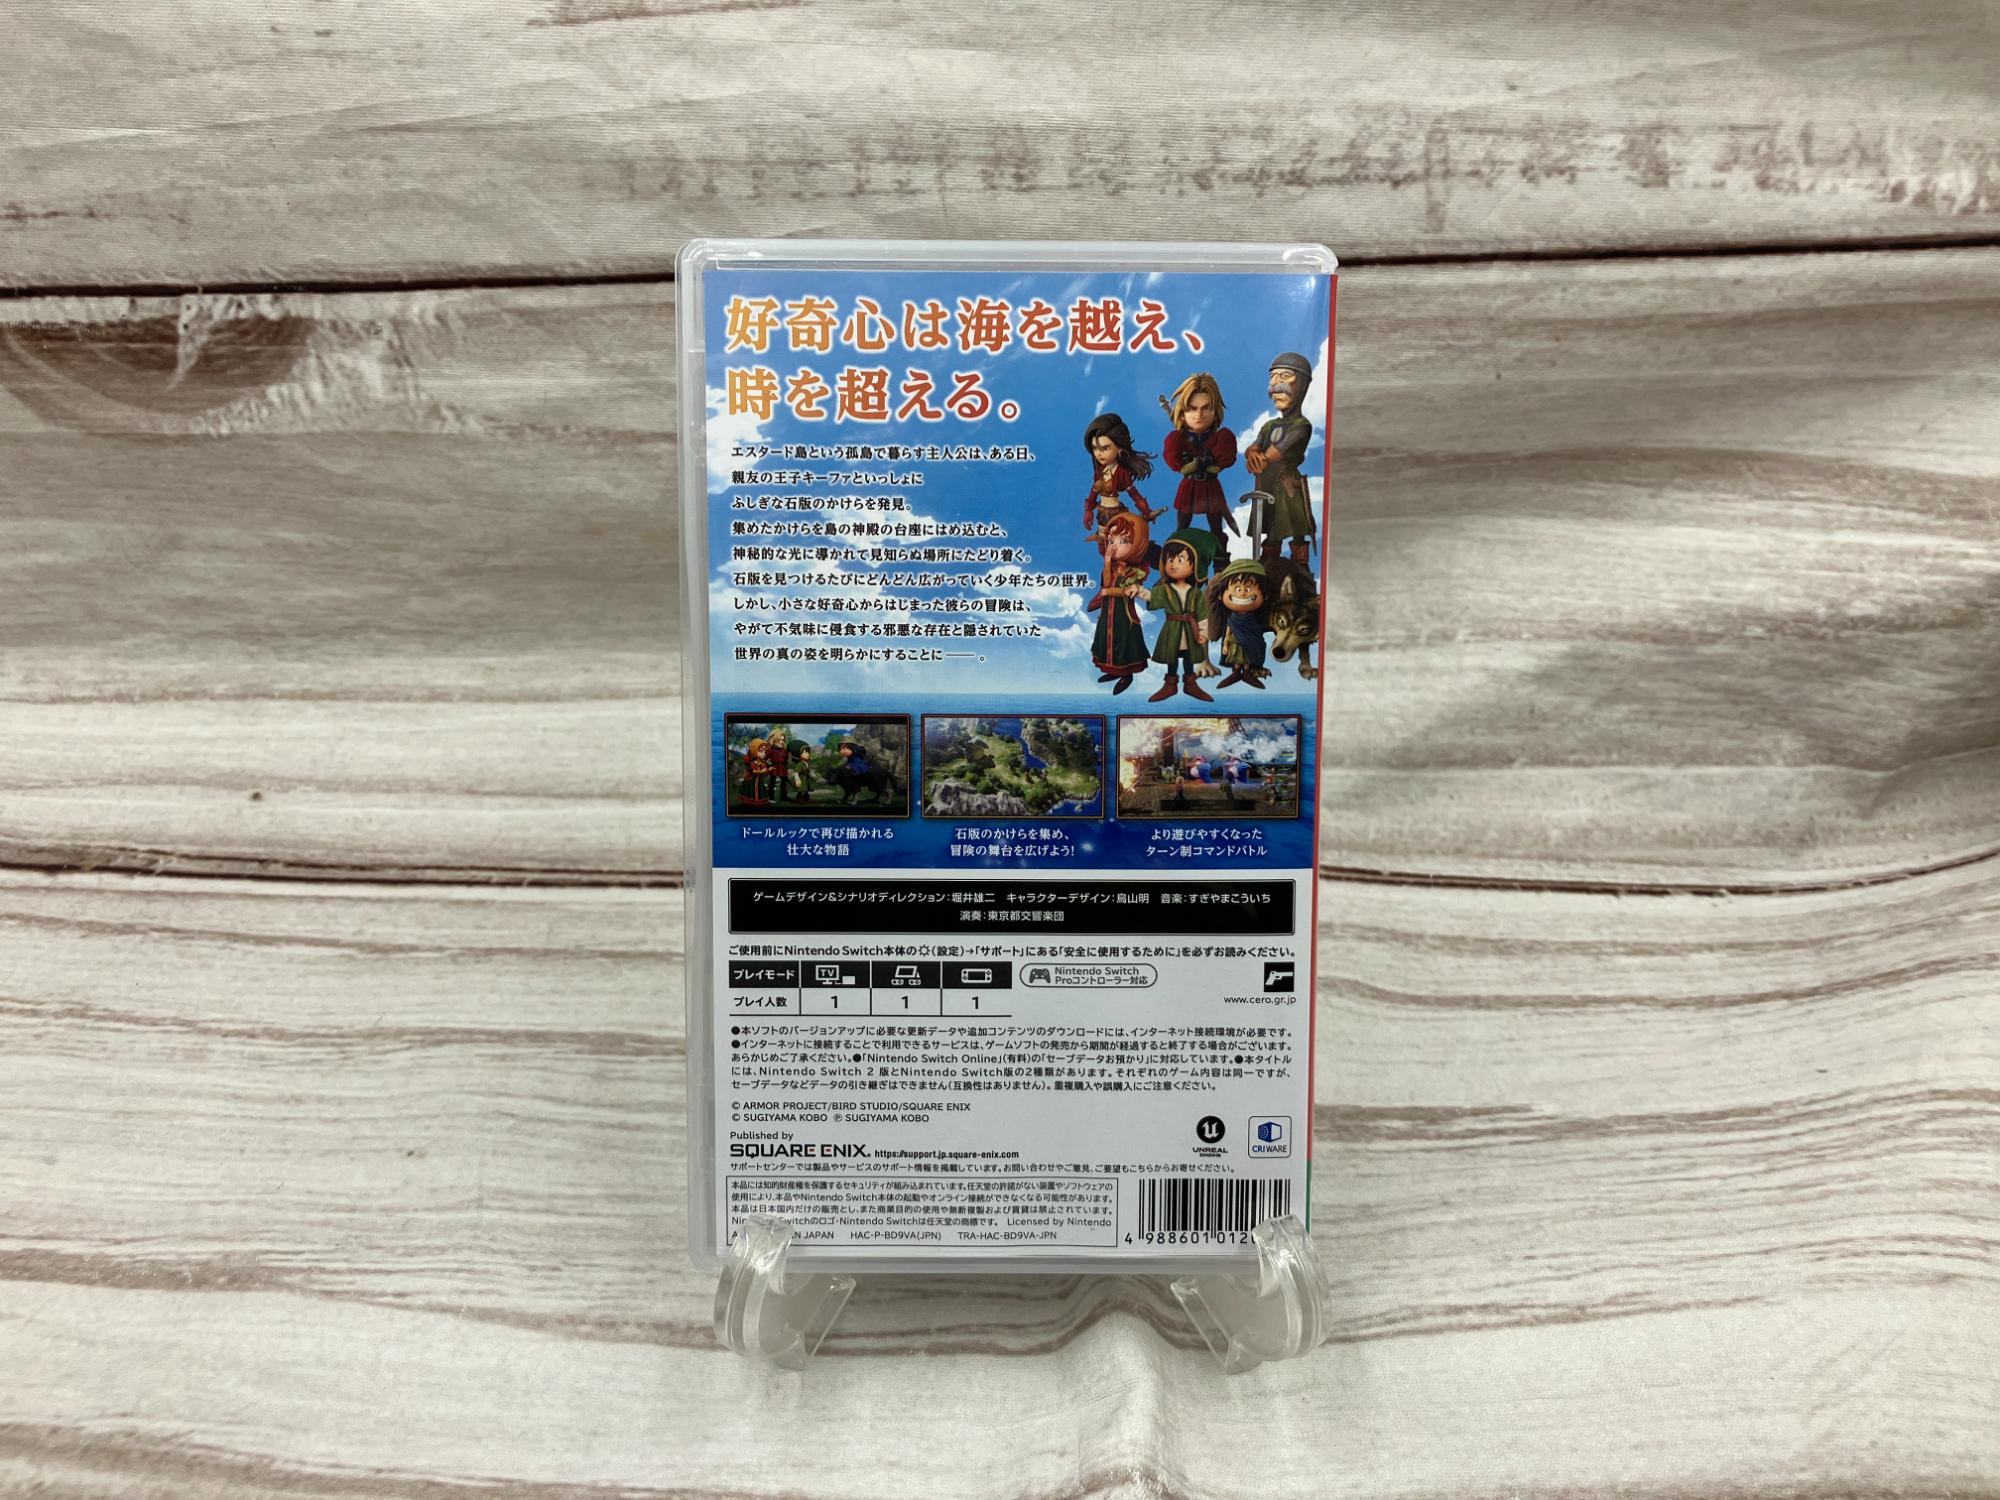 好奇心は海を越え、
時を超える。
エスタード島という孤島で暮らす主人公は、ある日、
親友の王子キーファといっしょに
ふしぎな石版のかけらを発見。
集めたかけらを島の神殿の台座にはめ込むと、
神秘的な光に導かれて見知らぬ場所にたどり着く。
石版を見つけるたびにどんどん広がっていく少年たちの世界。
しかし、小さな好奇心からはじまった彼らの冒険は、
やがて不気味に侵食する邪悪な存在と隠されていた
世界の真の姿を明らかにすることに――。
ドールルックで再び描かれる
壮大な物語
石版のかけらを集め、
冒険の舞台を広げよう!
より遊びやすくなった
ターン制コマンドバトル
ゲームデザイン&シナリオディレクション:堀井雄二 キャラクターデザイン:鳥山明 音楽:すぎやまこういち
演奏:東京都交響楽団
ご使用前にNintendo Switch本体の(設定)→「サポート」にある「安全に使用するために」を必ずお読みください。
プレイモード TV
プレイ人数 1 1 1
Nintendo Switch
Proコントローラー対応
www.cero.gr.jp
●本ソフトのバージョンアップに必要な更新データや追加コンテンツのダウンロードには、インターネット接続環境が必要です。
●インターネットに接続することで利用できるサービスは、ゲームソフトの発売から期間が経過すると終了する場合がございます。
あらかじめご了承ください。●「Nintendo Switch Online」(有料)の「セーブデータお預かり」に対応しています。●本タイトル
には、Nintendo Switch 2 版とNintendo Switch版の2種類があります。それぞれのゲーム内容は同一ですが、
セーブデータなどデータの引き継ぎはできません(互換性はありません)。重複購入や誤購入にご注意ください。
© ARMOR PROJECT/BIRD STUDIO/SQUARE ENIX
© SUGIYAMA KOBO ℗ SUGIYAMA KOBO
Published by
SQUARE ENIX. https://support.jp.square-enix.com
サポートセンターでは製品やサービスのサポート情報を掲載しています。お問い合わせやご意見、ご要望もこちらからお寄せください。
UNREAL
ENGINE
CRIWARE
本品には知的財産権を保護するセキュリティが組み込まれています。任天堂の許諾がない装置やソフトウェアの
使用により、本品やNintendo Switch本体の起動やオンライン接続ができなくなる可能性があります。
本品は日本国内だけの販売とし、また商業目的の使用や無断複製および賃貸は禁止されています。
Switchのロゴ・Nintendo Switchは任天堂の商標です。 Licensed by Nintendo
JAPAN HAC-P-BD9VA(JPN) TRA-HAC-BD9VA-JPN
4 988601 012